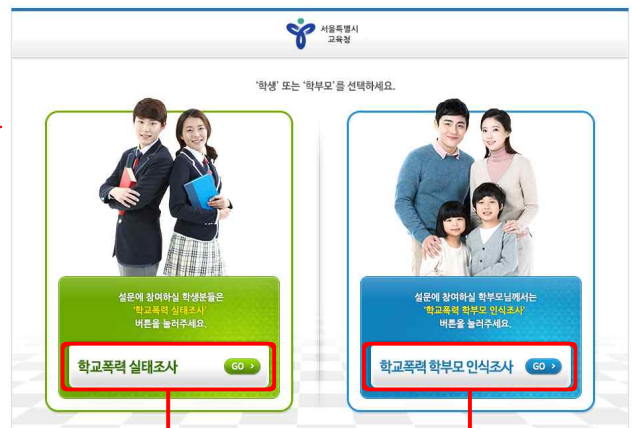 서울특별시
교육청
'학생' 또는 '학부모'를 선택하세요.
설문에 참여하실 학생분들은
'학교폭력 실태조사'
버튼을 눌러주세요.
학교폭력 실태조사 GO >
설문에 참여하실 학부모님께서는
'학교폭력 학부모 인식조사'
버튼을 눌러주세요.
학교폭력 학부모 인식조사 GO >